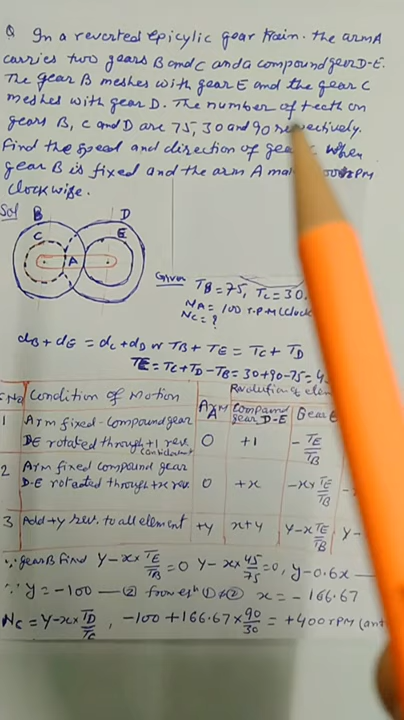 Q In a reverted epicylic gear train. the arm A
carries two gears B and C and a compound gear D-E.
The gear B meshes with gear E and the gear C
meshes with gear D. The number of teeth on
gears B, C and D are 75, 30 and 90 respectively.
Find the speed and direction of gear C when
gear B is fixed and the arm A 100 rPM
clockwise.
Sol B D
C E
A
Given TB = 75, TC = 30,
NA = 100 r.p.m (clock
NC = ?
dB + dE = dC + dD or TB + TE = TC + TD
TE = TC + TD - TB = 30+90-75 = 4
S.No Condition of Motion Revolution of elem
Arm A Compound gear D-E Gear E
1 Arm fixed - compound gear DE rotated through +1 rev. 0 +1 - TE/TB
2 Arm fixed compound gear D-E rotated through +x rev. 0 +x -x TE/TB
3 Add +y rev. to all element +y x+y y-x TE/TB y-
∵ gear B fixed y-x× TE/TB = 0 y-x× 45/75 = 0, y-0.6x
∵ y = -100 — ② from eqn ① & ② x = -166.67
NC = y-x× TD/TC, -100 + 166.67 × 90/30 = +400 rPM (ant